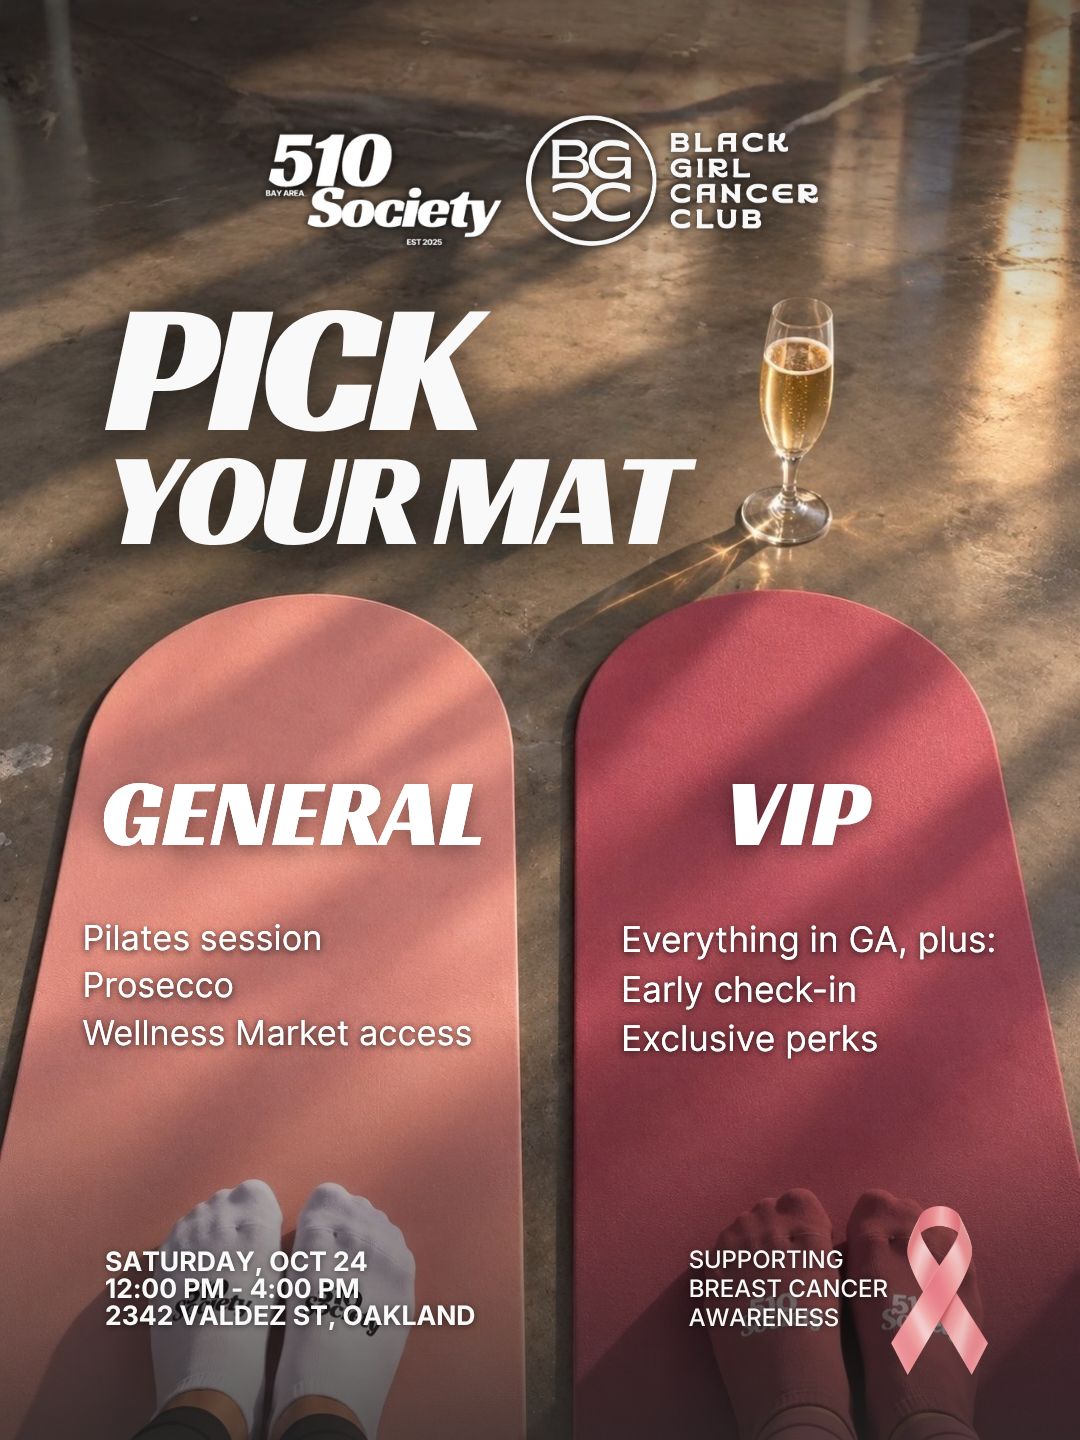 510
BAY AREA
Society
EST 2025
BGCC
BLACK
GIRL
CANCER
CLUB
PICK
YOUR MAT
GENERAL
Pilates session
Prosecco
Wellness Market access
VIP
Everything in GA, plus:
Early check-in
Exclusive perks
SATURDAY, OCT 24
12:00 PM - 4:00 PM
2342 VALDEZ ST, OAKLAND
SUPPORTING
BREAST CANCER
AWARENESS